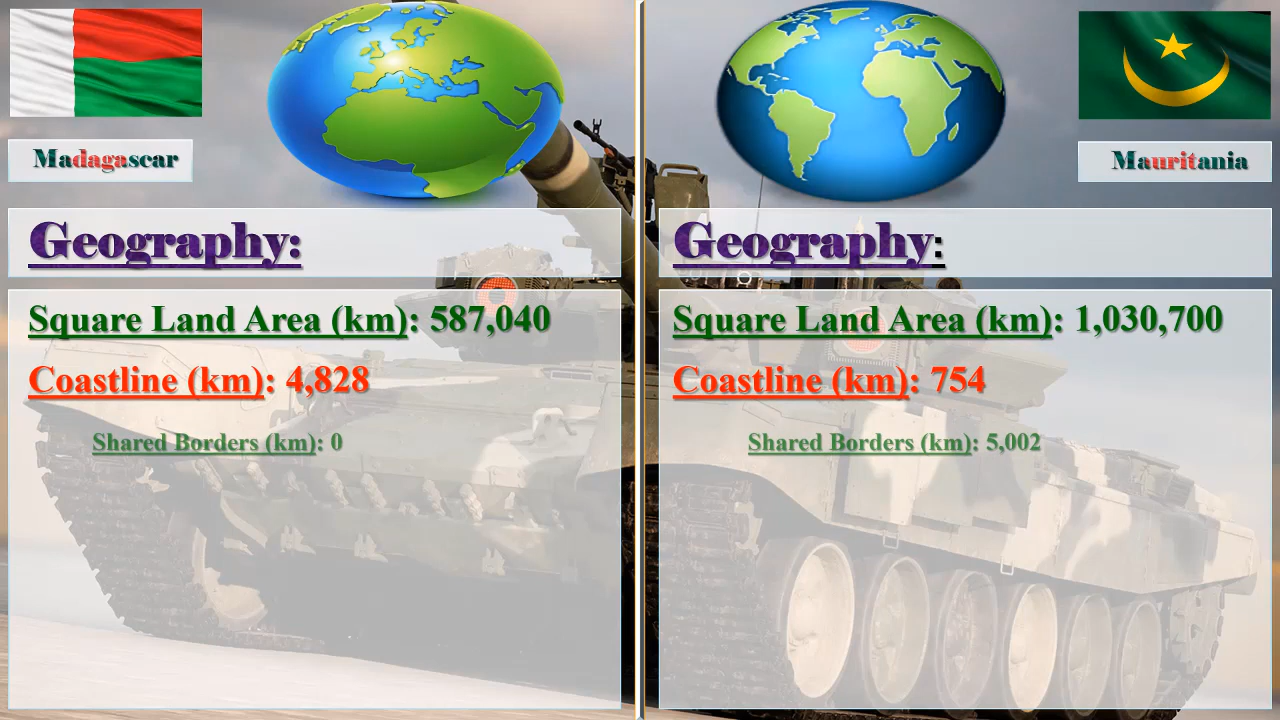 Madagascar
Geography:
Square Land Area (km): 587,040
Coastline (km): 4,828
Shared Borders (km): 0
Mauritania
Geography:
Square Land Area (km): 1,030,700
Coastline (km): 754
Shared Borders (km): 5,002